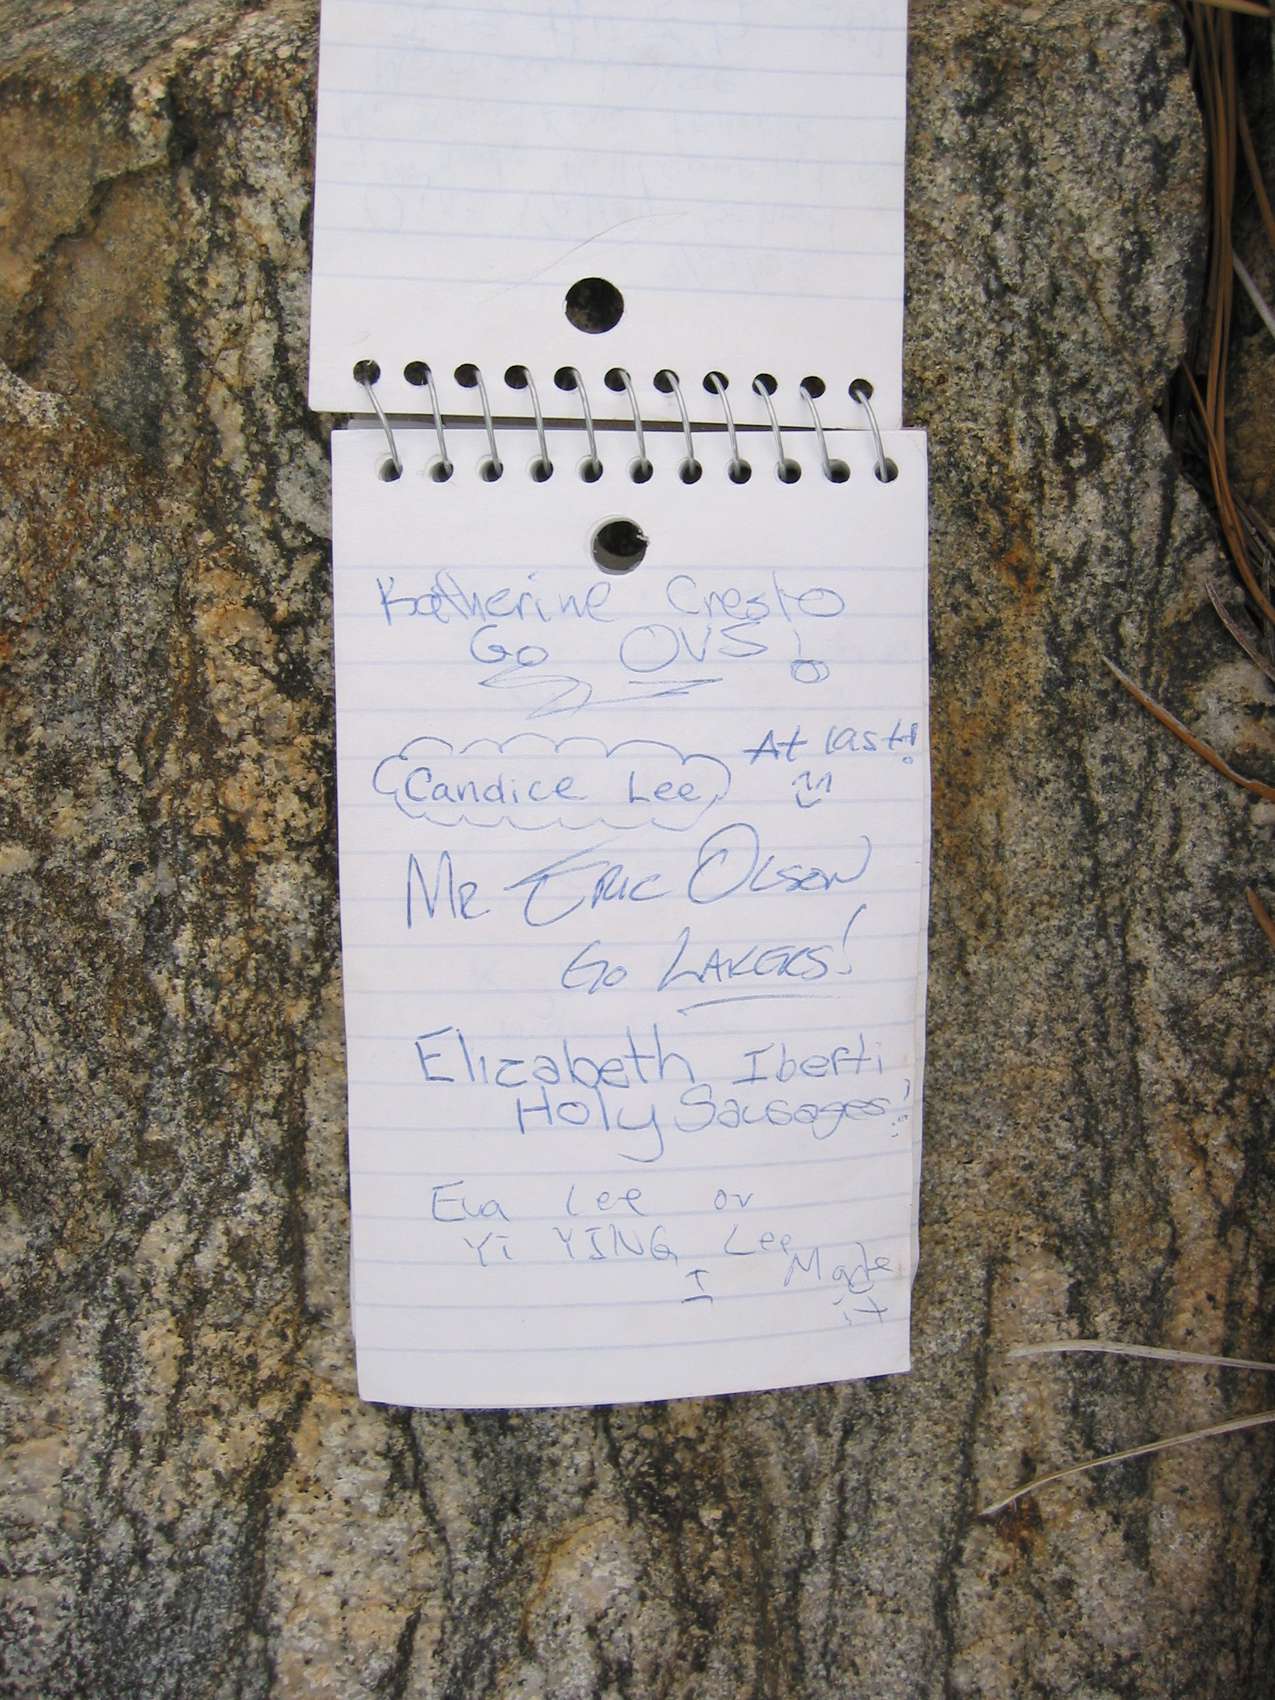 Katherine Cresto
Go OVS!
At last!
Candice Lee
Mr Eric Olson
Go Lakers!
Elizabeth Iberti
Holy Sausages!
Eva Lee or
Yi YING Lee
I Made
it